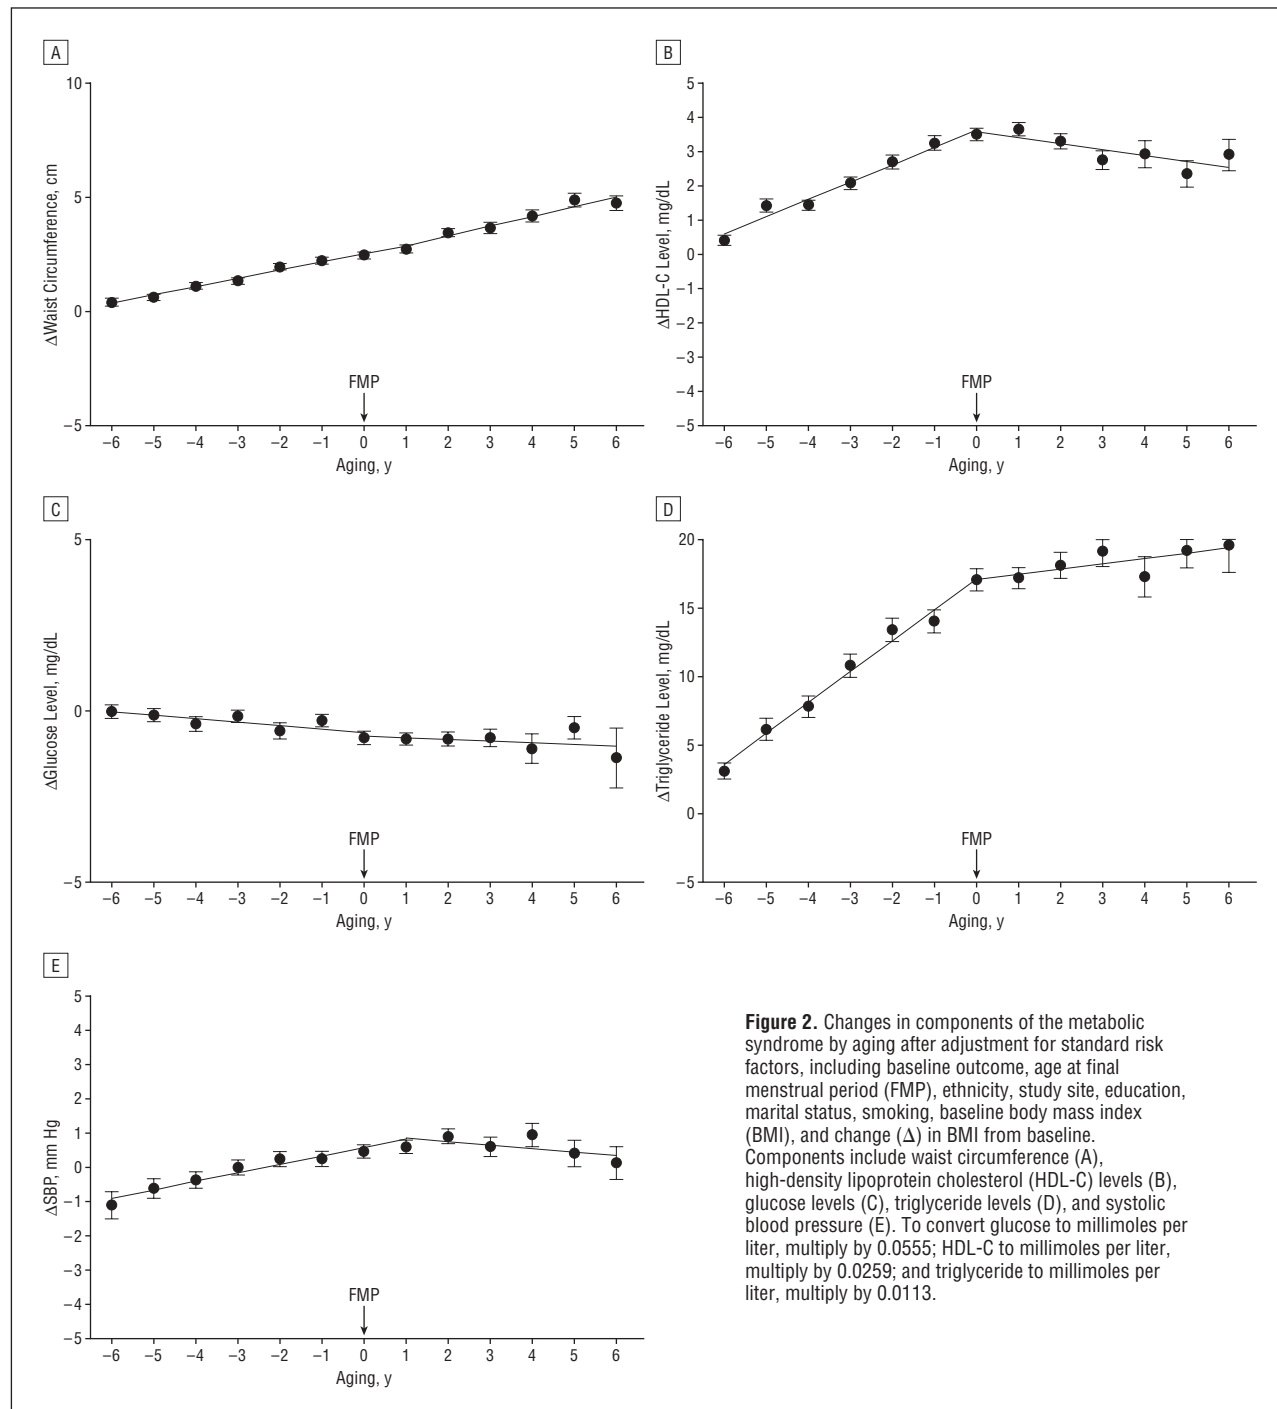 A
10
5
0
−5
ΔWaist Circumference, cm
FMP
−6 −5 −4 −3 −2 −1 0 1 2 3 4 5 6
Aging, y
B
5
4
3
2
1
0
−1
−2
−3
−4
−5
ΔHDL-C Level, mg/dL
FMP
−6 −5 −4 −3 −2 −1 0 1 2 3 4 5 6
Aging, y
C
5
0
−5
ΔGlucose Level, mg/dL
FMP
−6 −5 −4 −3 −2 −1 0 1 2 3 4 5 6
Aging, y
D
20
15
10
5
0
−5
ΔTriglyceride Level, mg/dL
FMP
−6 −5 −4 −3 −2 −1 0 1 2 3 4 5 6
Aging, y
E
5
4
3
2
1
0
−1
−2
−3
−4
−5
ΔSBP, mm Hg
FMP
−6 −5 −4 −3 −2 −1 0 1 2 3 4 5 6
Aging, y
Figure 2. Changes in components of the metabolic
syndrome by aging after adjustment for standard risk
factors, including baseline outcome, age at final
menstrual period (FMP), ethnicity, study site, education,
marital status, smoking, baseline body mass index
(BMI), and change (Δ) in BMI from baseline.
Components include waist circumference (A),
high-density lipoprotein cholesterol (HDL-C) levels (B),
glucose levels (C), triglyceride levels (D), and systolic
blood pressure (E). To convert glucose to millimoles per
liter, multiply by 0.0555; HDL-C to millimoles per liter,
multiply by 0.0259; and triglyceride to millimoles per
liter, multiply by 0.0113.